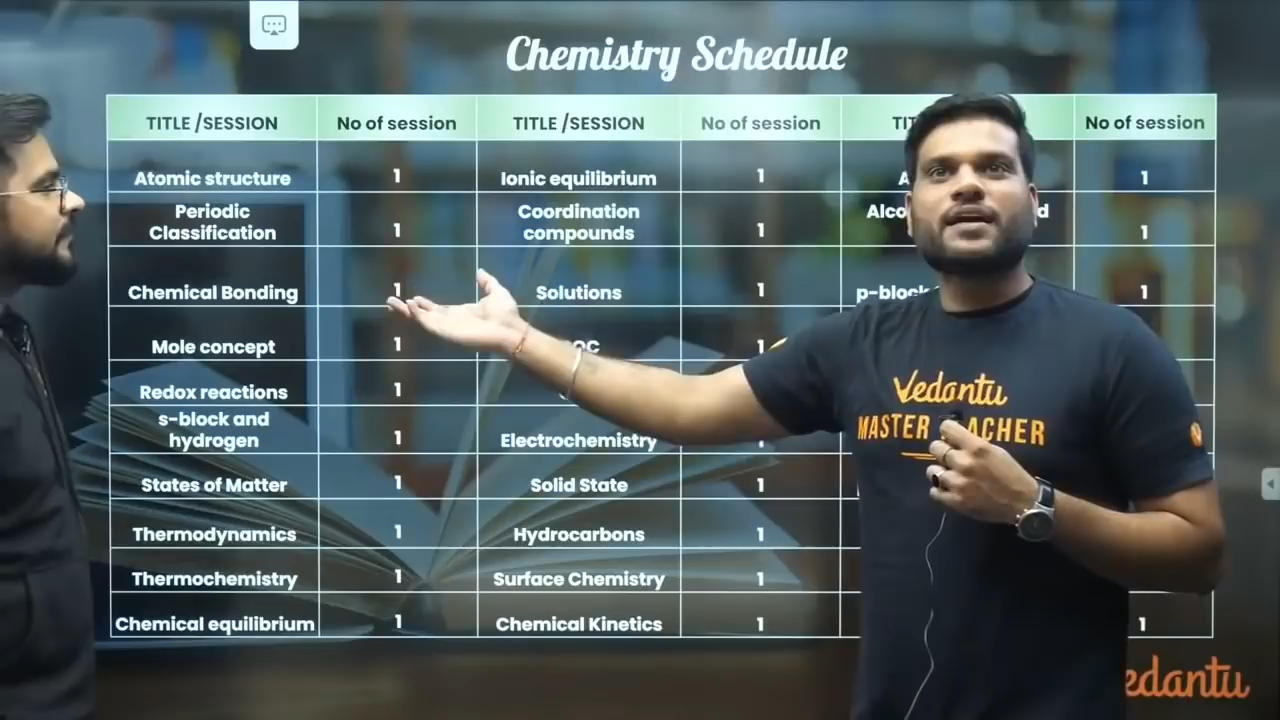 Chemistry Schedule
TITLE /SESSION No of session TITLE /SESSION No of session No of session
Atomic structure 1 Ionic equilibrium 1 1
Periodic Classification 1 Coordination compounds 1 1
Chemical Bonding 1 Solutions 1 p-block 1
Mole concept 1 1
Redox reactions 1
s-block and hydrogen 1 Electrochemistry
States of Matter 1 Solid State 1
Thermodynamics 1 Hydrocarbons 1
Thermochemistry 1 Surface Chemistry 1
Chemical equilibrium 1 Chemical Kinetics 1 1
Vedantu
MASTER
edantu